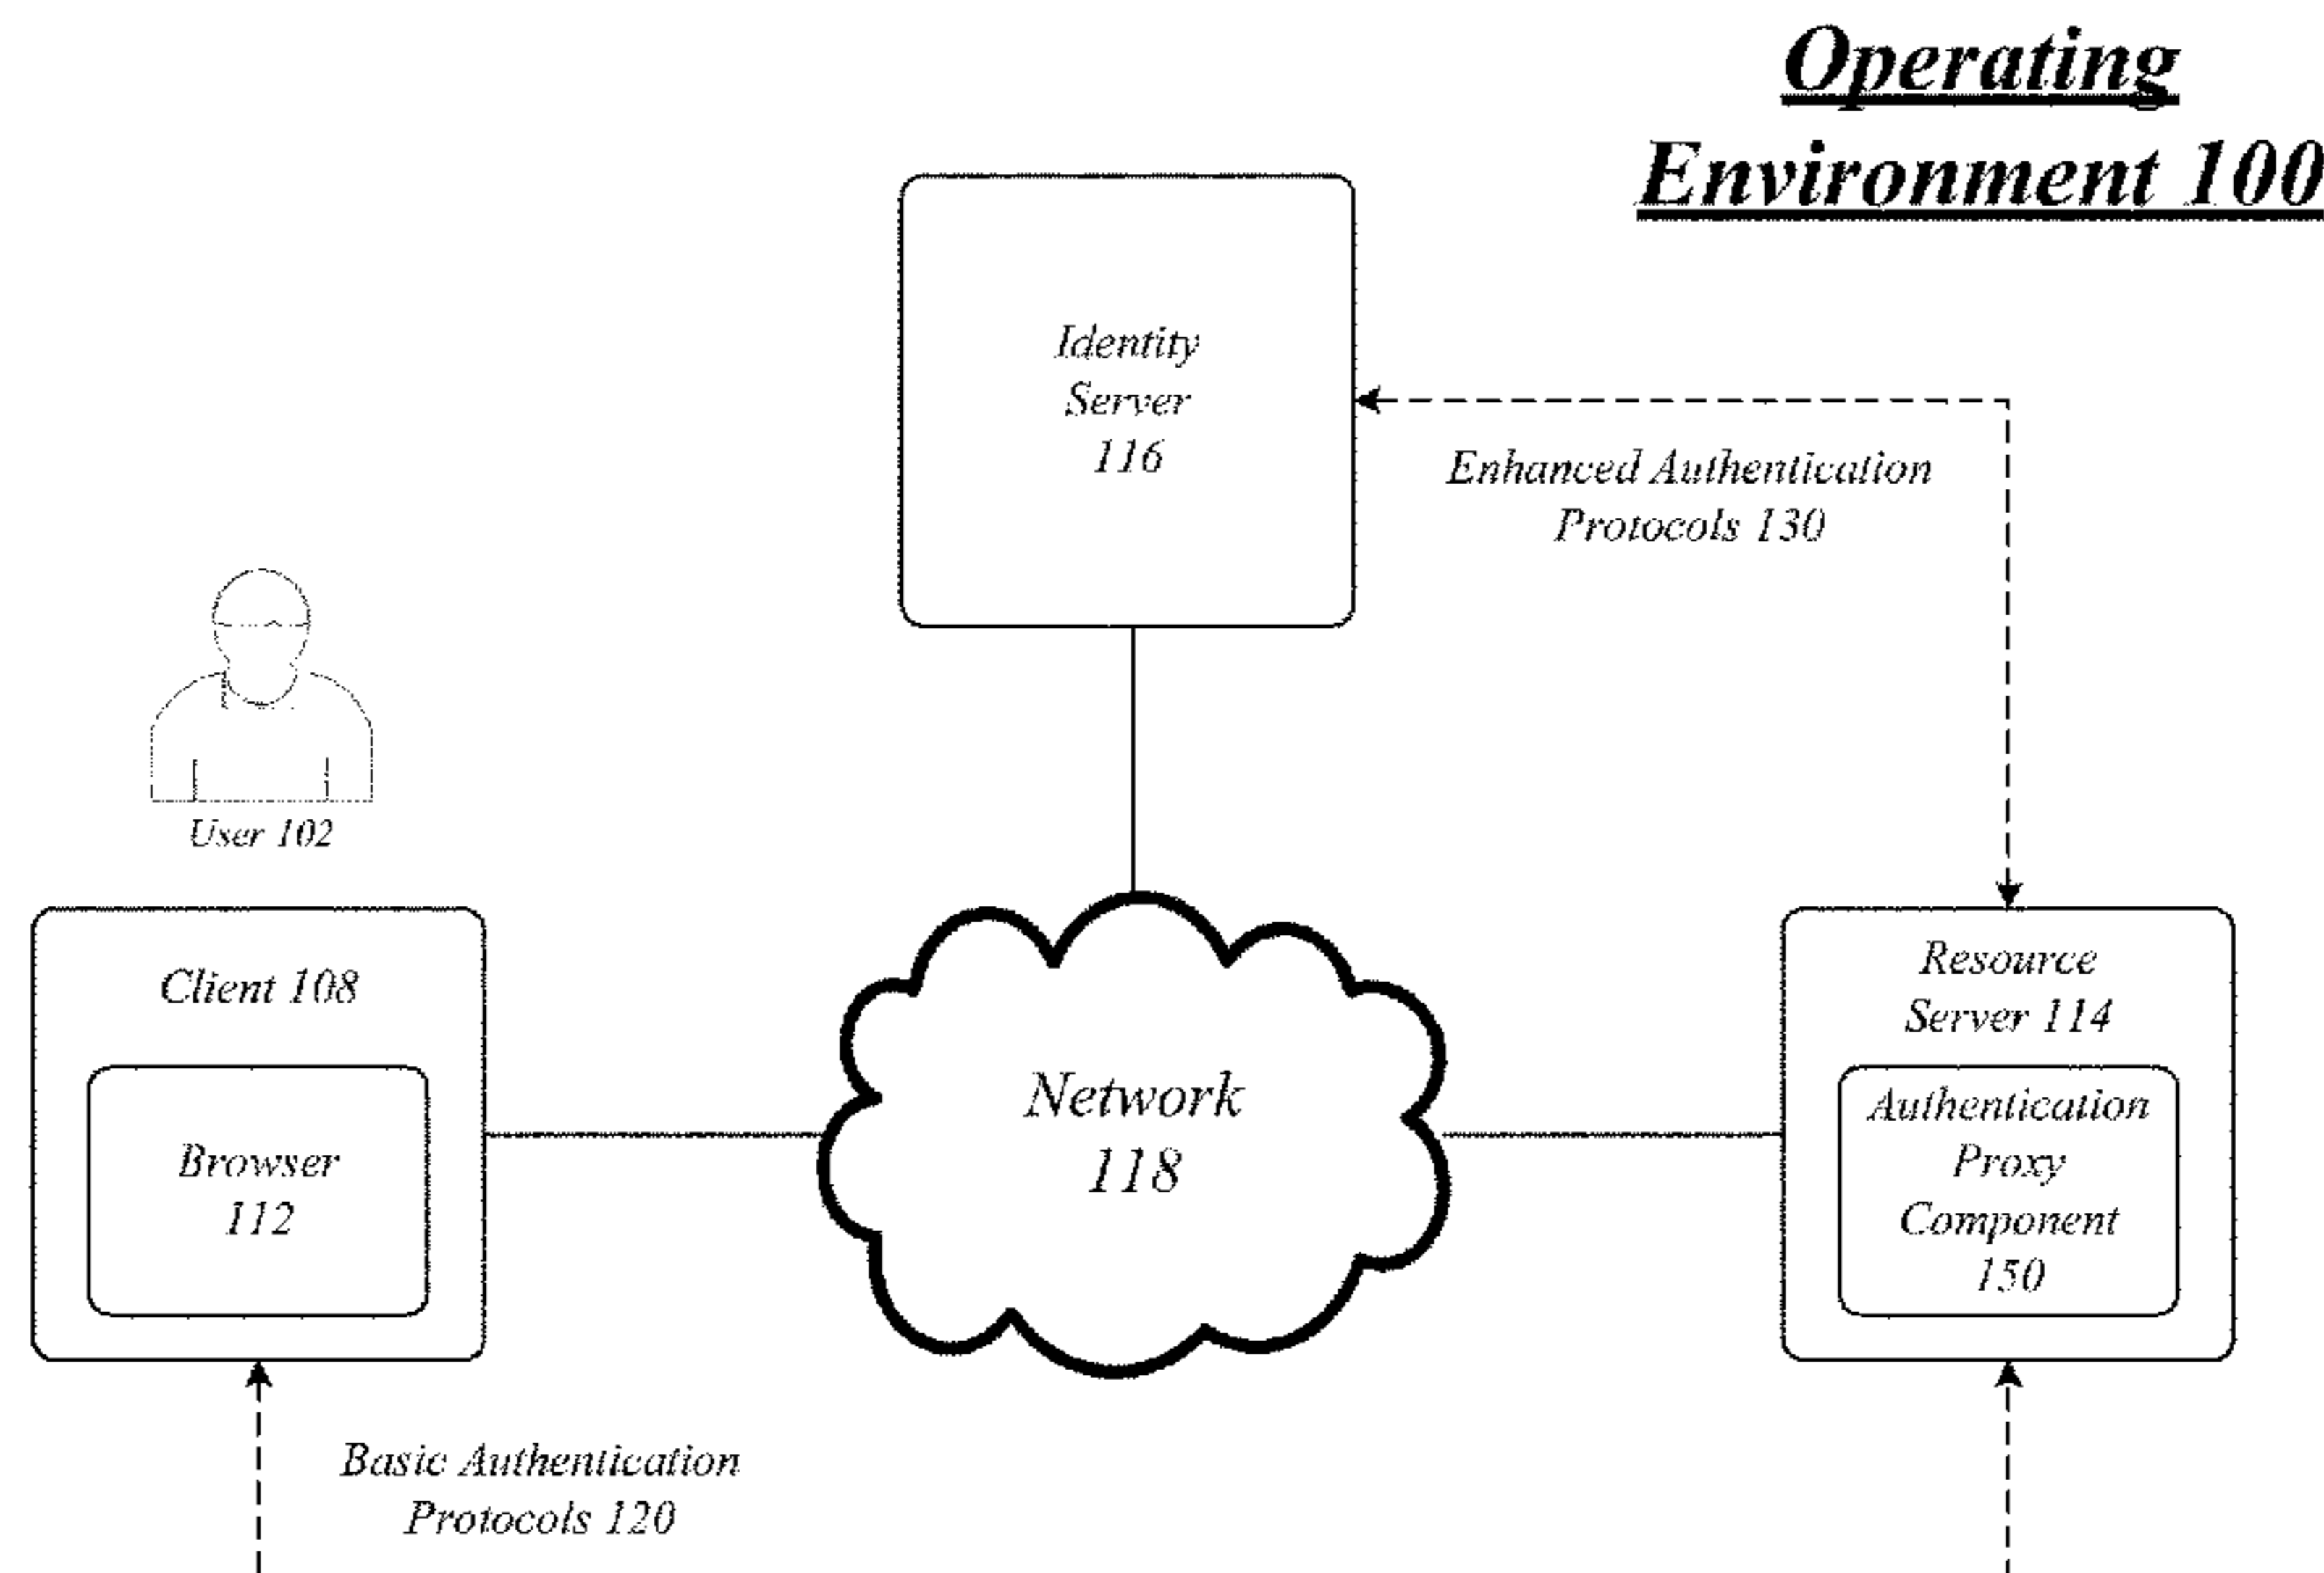 Operating
Environment 100
Identity
Server
116
Enhanced Authentication
Protocols 130
User 102
Client 108
Browser
112
Network
118
Resource
Server 114
Authentication
Proxy
Component
150
Basic Authentication
Protocols 120